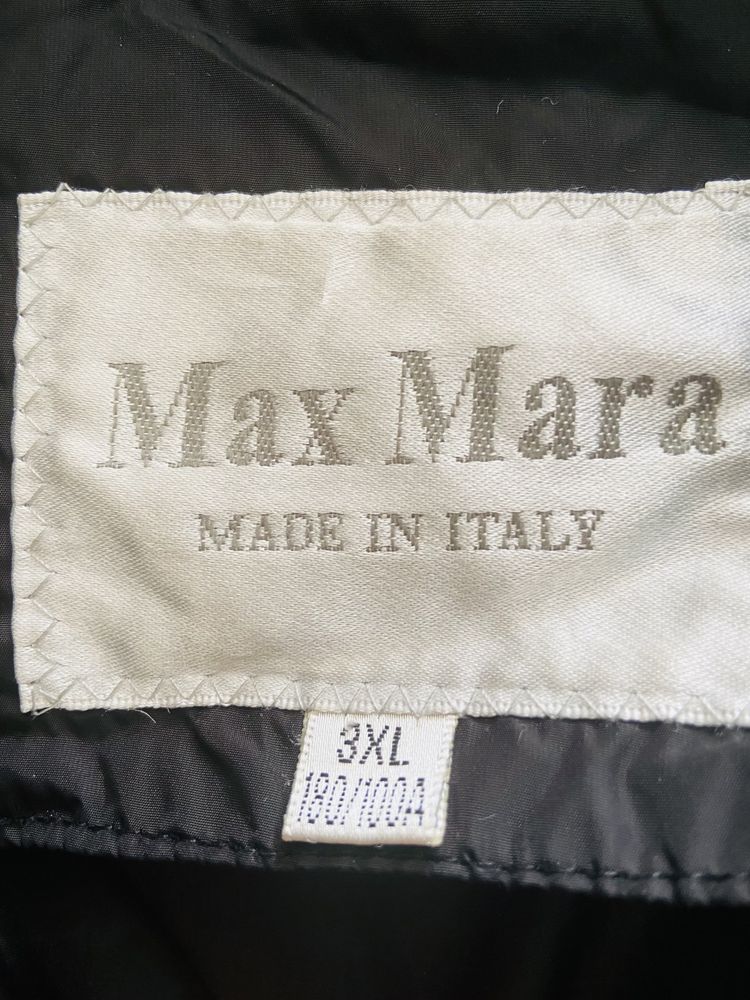 Max Mara
MADE IN ITALY
3XL
180/100A